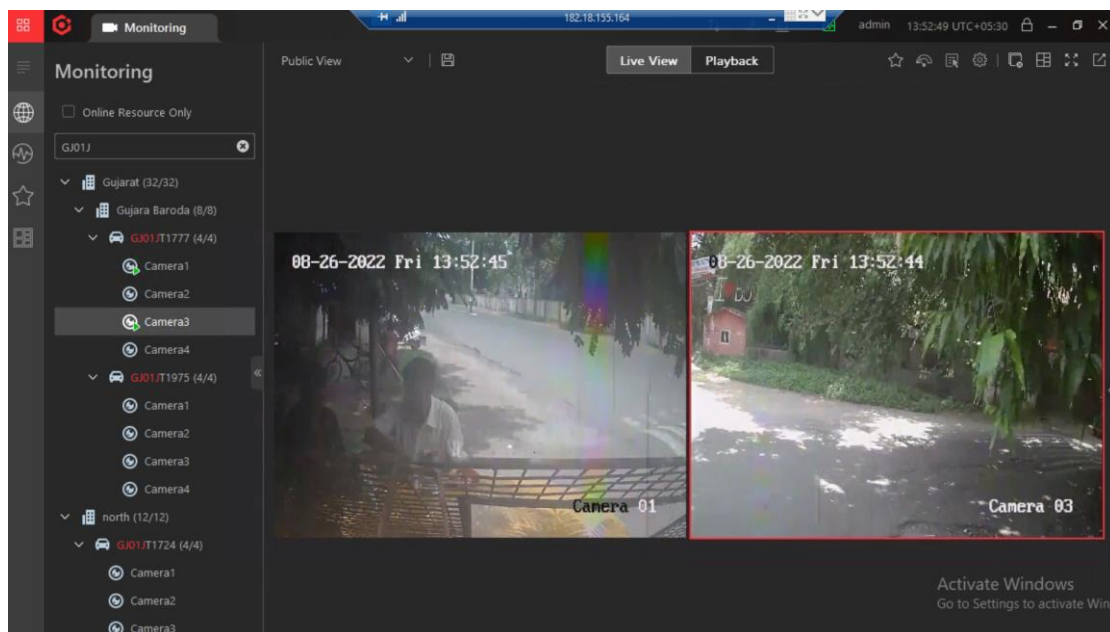 182.18.155.164
Monitoring
admin 13:52:49 UTC+05:30
Monitoring
Public View
Live View Playback
Online Resource Only
GJ01J
Gujarat (32/32)
Gujara Baroda (8/8)
GJ01JT1777 (4/4)
Camera1
Camera2
Camera3
Camera4
GJ01JT1975 (4/4)
Camera1
Camera2
Camera3
Camera4
north (12/12)
GJ01JT1724 (4/4)
Camera1
Camera2
Camera3
08-26-2022 Fri 13:52:45
Camera 01
08-26-2022 Fri 13:52:44
Camera 03
Activate Windows
Go to Settings to activate Win